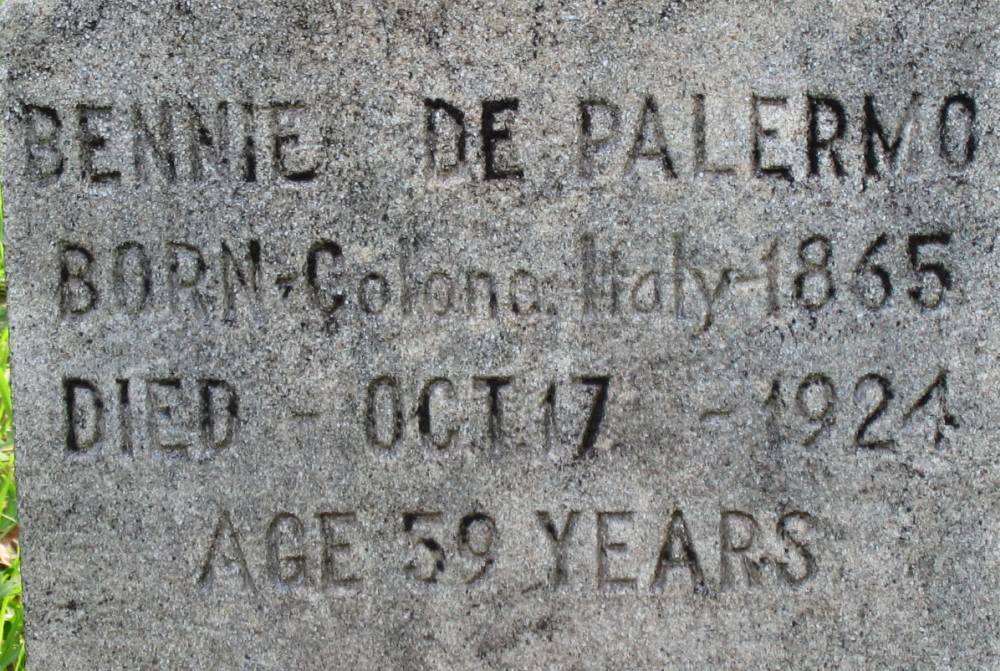 BENNIE DE PALERMO
BORN-Colona. Italy-1865
DIED - OCT.17 - 1924
AGE 59 YEARS